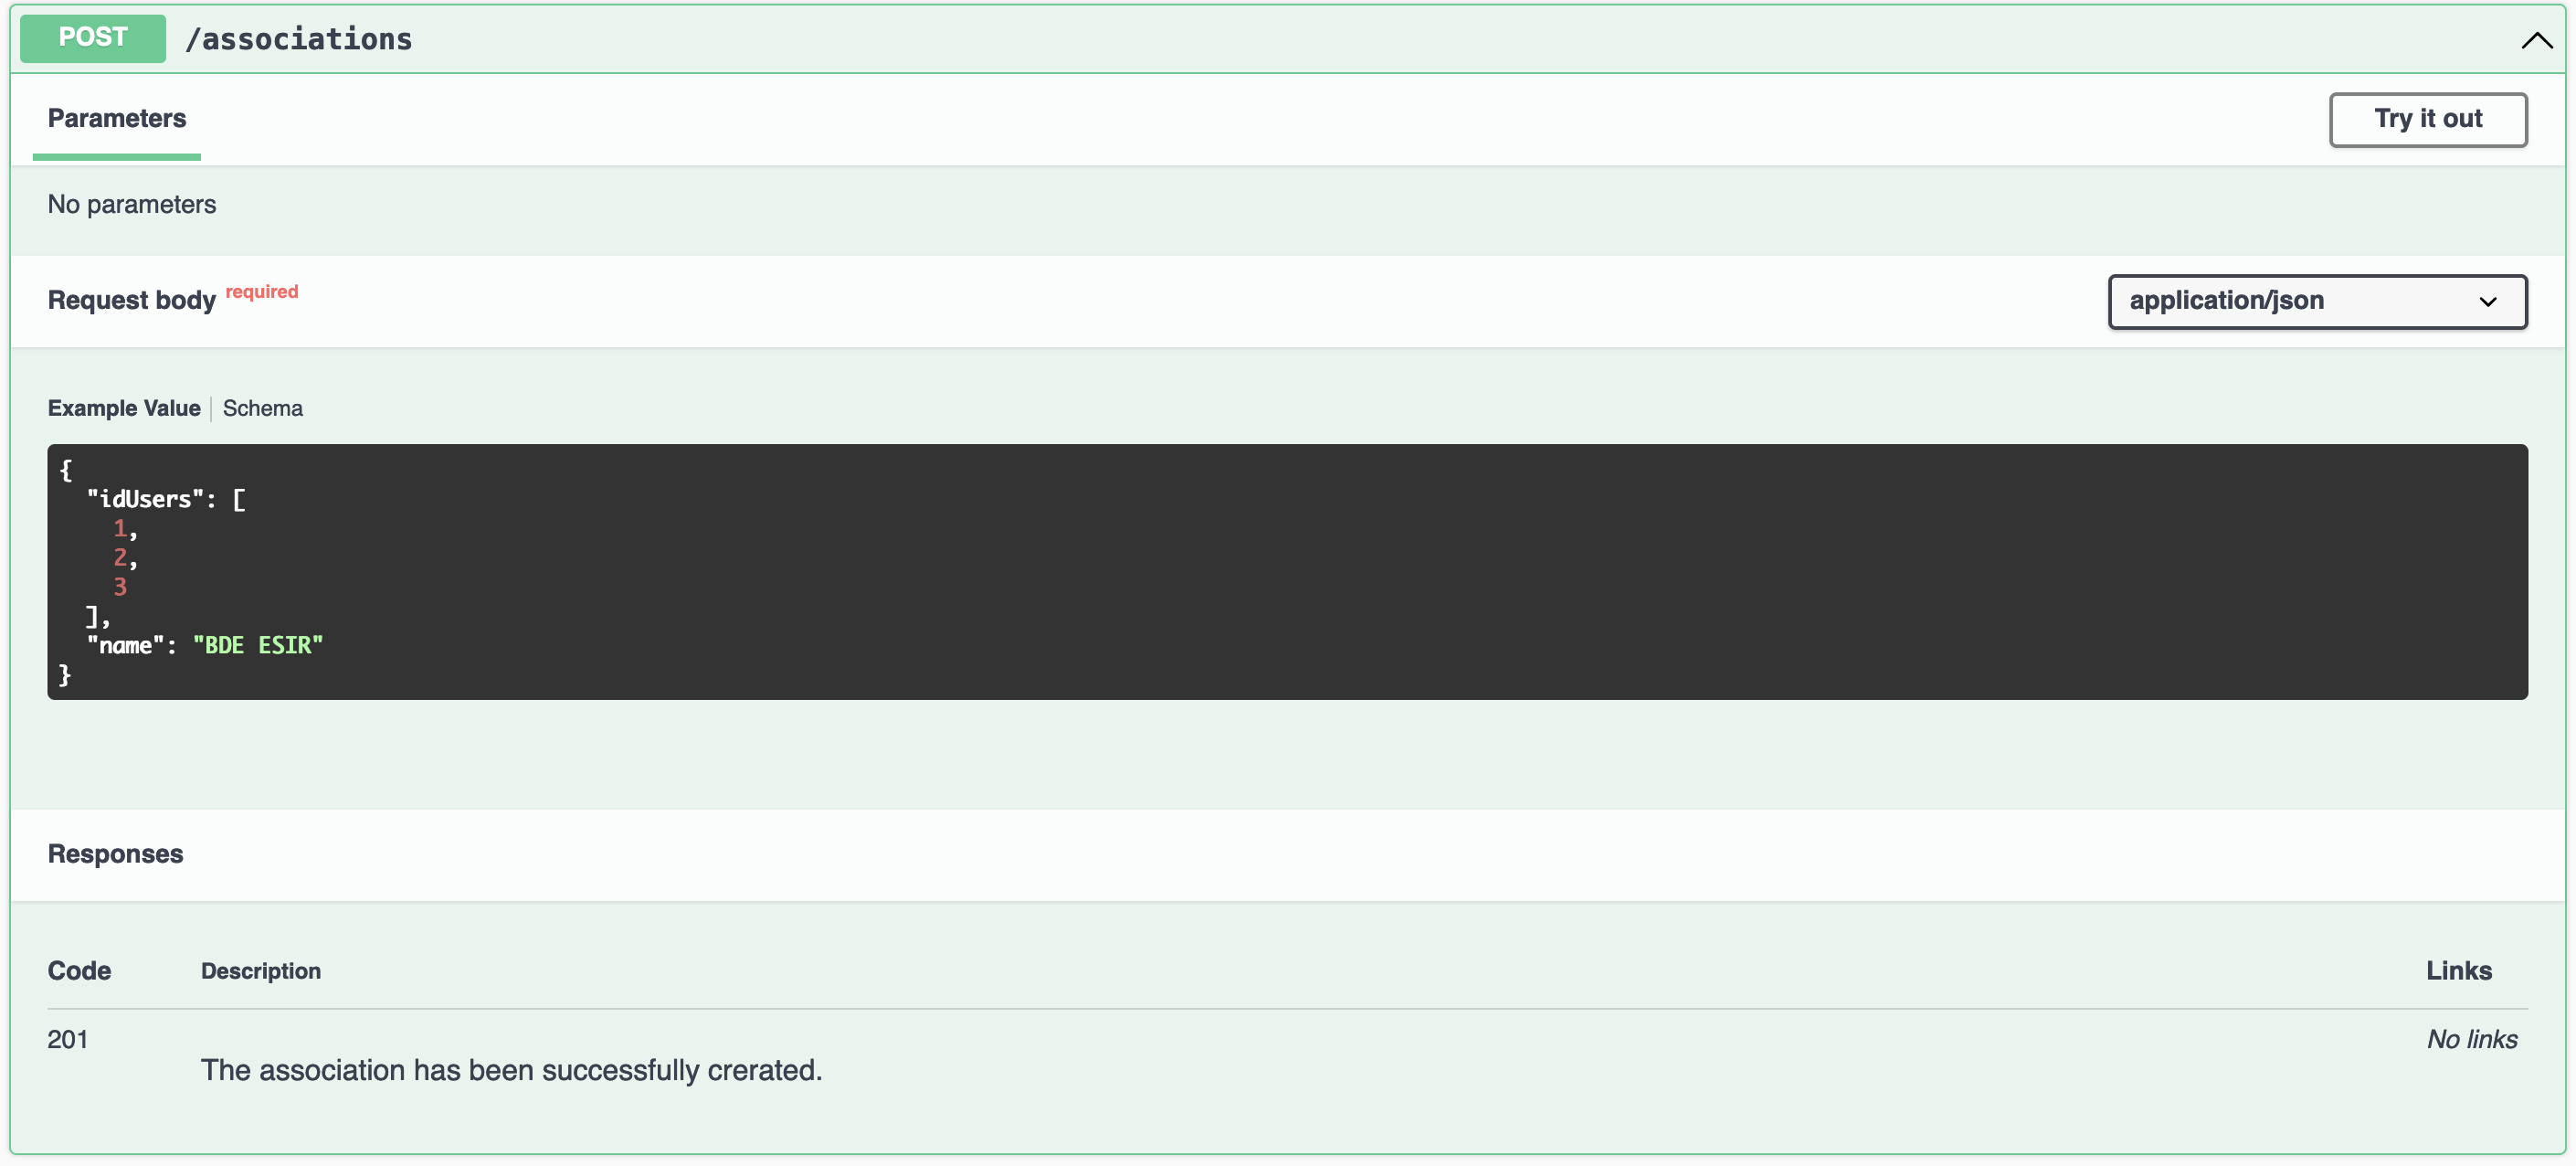 POST /associations
Parameters
Try it out
No parameters
Request body required
application/json
Example Value Schema
{
  "idUsers": [
    1,
    2,
    3
  ],
  "name": "BDE ESIR"
}
Responses
Code Description Links
201 No links
The association has been successfully crerated.